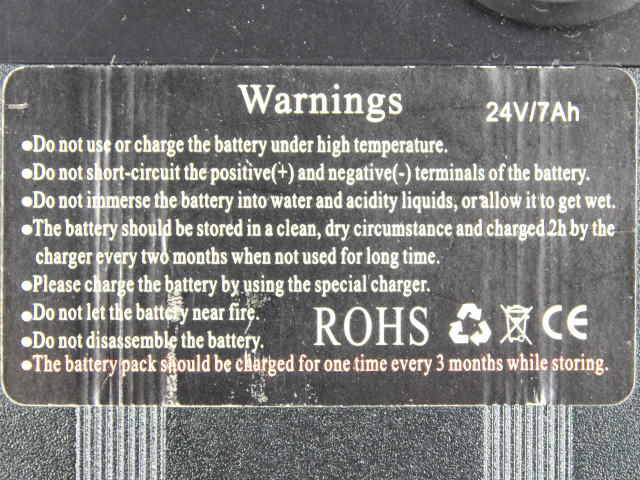 Warnings
24V/7Ah
●Do not use or charge the battery under high temperature.
●Do not short-circuit the positive(+) and negative(-) terminals of the battery.
●Do not immerse the battery into water and acidity liquids, or allow it to get wet.
●The battery should be stored in a clean, dry circumstance and charged 2h by the
charger every two months when not used for long time.
●Please charge the battery by using the special charger.
●Do not let the battery near fire.
●Do not disassemble the battery.
ROHS CE
●The battery pack should be charged for one time every 3 months while storing.